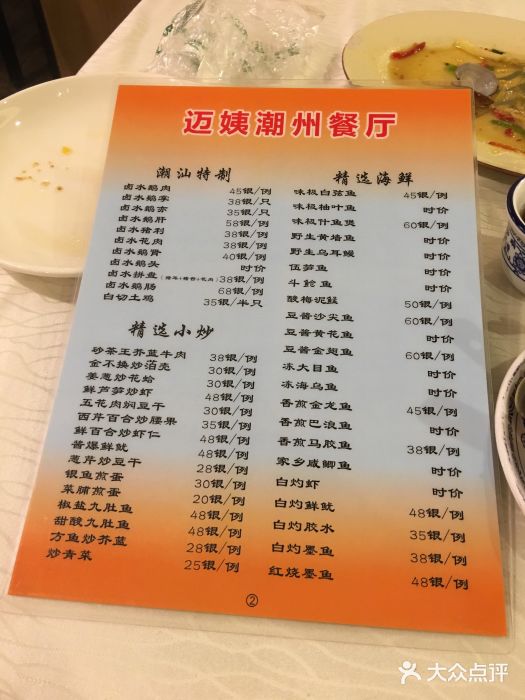 迈姨潮州餐厅
潮汕特制
卤水鹅肉 45银/例
卤水鹅 38银/只
卤水鹅 35银/只
卤水鹅肝 58银/例
卤水猪利 38银/例
卤水花肉 38银/例
卤水鹅胃 40银/例
卤水鹅头 时价
卤水拼盘 38银/例
卤水鹅肠 68银/例
白切土鸡 35银/半只
精选小炒
砂茶王芥蓝牛肉 38银/例
金不换炒泊壳 30银/例
姜葱炒花蛤 30银/例
鲜芦笋炒虾 48银/例
五花肉焖豆干 30银/例
西芹百合炒腰果 35银/例
鲜百合炒虾仁 48银/例
酱爆鲜鱿 48银/例
葱芹炒豆干 28银/例
银鱼煎蛋 30银/例
菜脯煎蛋 20银/例
椒盐九肚鱼 48银/例
甜酸九肚鱼 48银/例
方鱼炒芥蓝 28银/例
炒青菜 25银/例
精选海鲜
味极白弦鱼 45银/例
味极柚叶鱼 时价
味极什鱼煲 60银/例
野生黄墙鱼 时价
野生乌耳鳗 时价
伍笋鱼 时价
斗鲳鱼 时价
酸梅泥鯭 50银/例
豆酱沙尖鱼 60银/例
豆酱黄花鱼 时价
豆酱金翅鱼 60银/例
冻大目鱼 时价
冻海乌鱼 时价
香煎金龙鱼 45银/例
香煎巴浪鱼 时价
香煎马胶鱼 38银/例
家乡咸鲫鱼 时价
白灼虾 时价
白灼鲜鱿 48银/例
白灼胶水 35银/例
白灼墨鱼 38银/例
红烧墨鱼 48银/例
②
大众点评